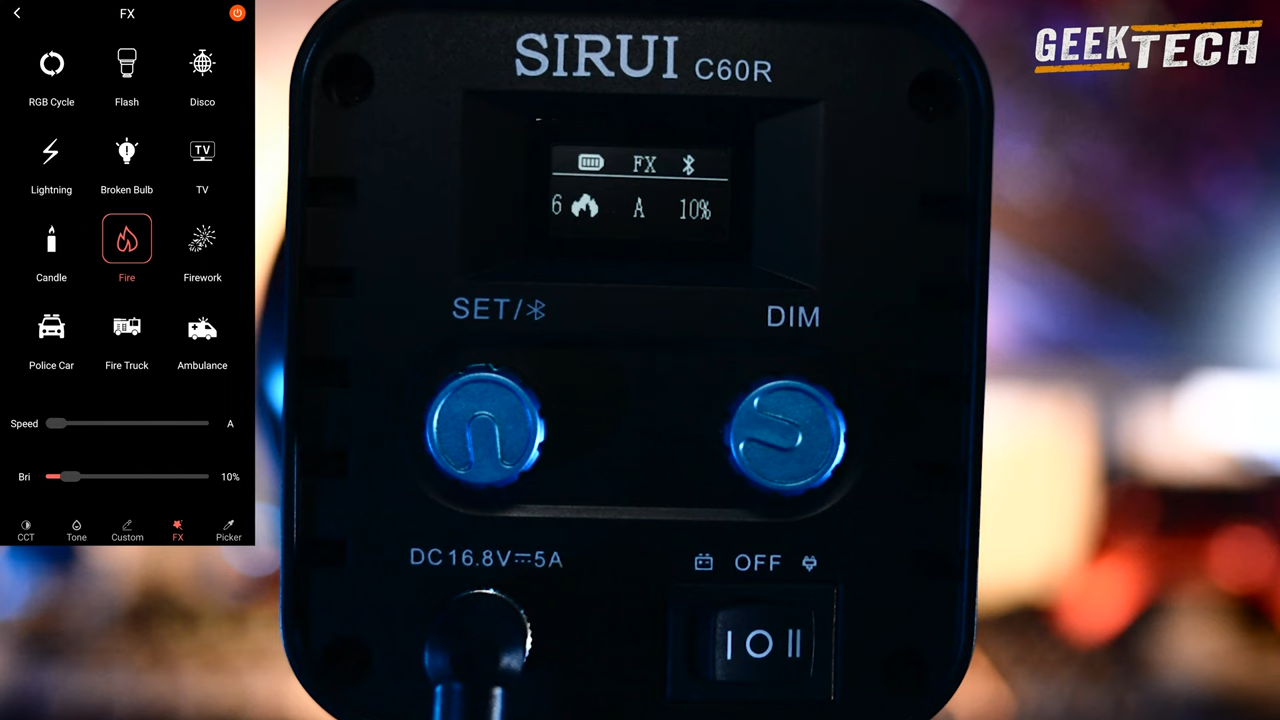 FX
RGB Cycle
Flash
Disco
TV
Lightning
Broken Bulb
TV
Candle
Fire
Firework
Police Car
Fire Truck
Ambulance
Speed
A
Bri
10%
CCT
Tone
Custom
FX
Picker
SIRUI C60R
FX
6 A 10%
SET/
DIM
DC 16.8V⎓5A
OFF
I O II
GEEKTECH